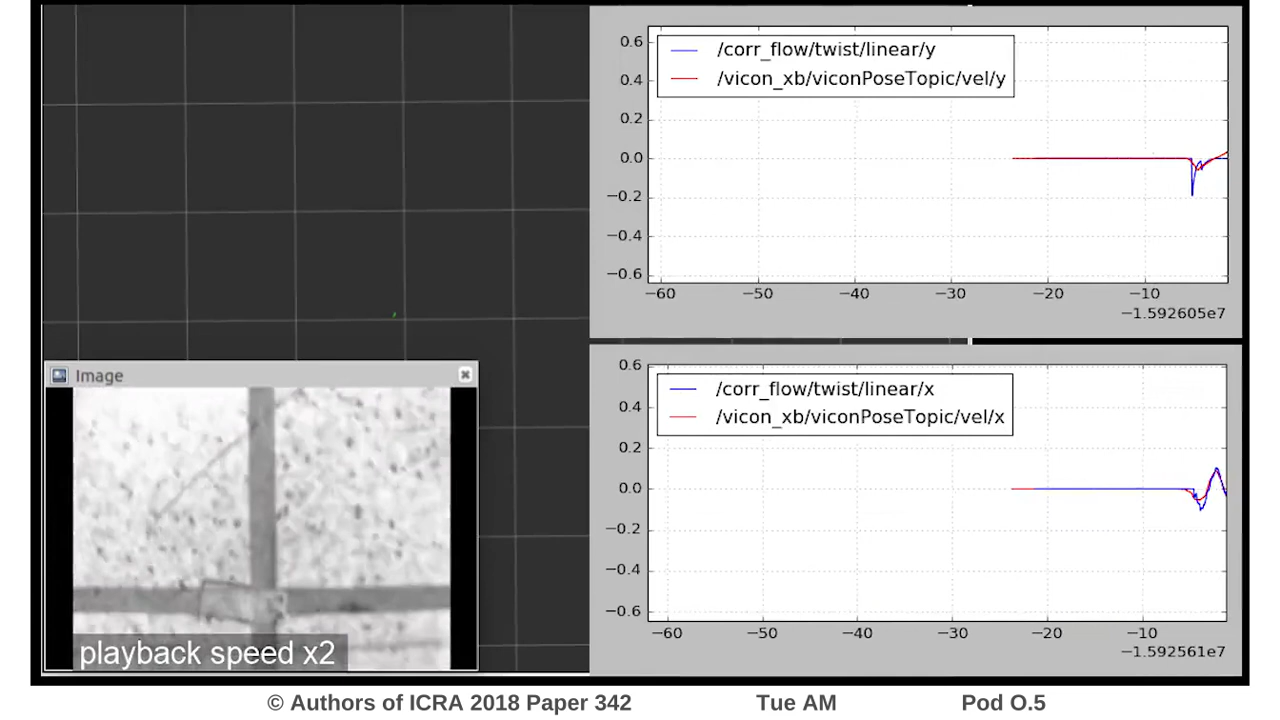 /corr_flow/twist/linear/y
/vicon_xb/viconPoseTopic/vel/y
0.6
0.4
0.2
0.0
−0.2
−0.4
−0.6
−60 −50 −40 −30 −20 −10
−1.592605e7
Image
/corr_flow/twist/linear/x
/vicon_xb/viconPoseTopic/vel/x
0.6
0.4
0.2
0.0
−0.2
−0.4
−0.6
−60 −50 −40 −30 −20 −10
−1.592561e7
playback speed x2
© Authors of ICRA 2018 Paper 342 Tue AM Pod O.5